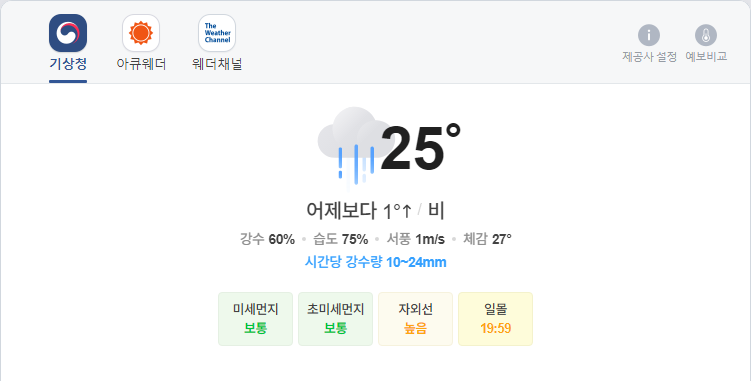 The
Weather
Channel
기상청 아큐웨더 웨더채널
제공사 설정 예보비교
25°
어제보다 1°↑ / 비
강수 60% • 습도 75% • 서풍 1m/s • 체감 27°
시간당 강수량 10~24mm
미세먼지 초미세먼지 자외선 일몰
보통 보통 높음 19:59